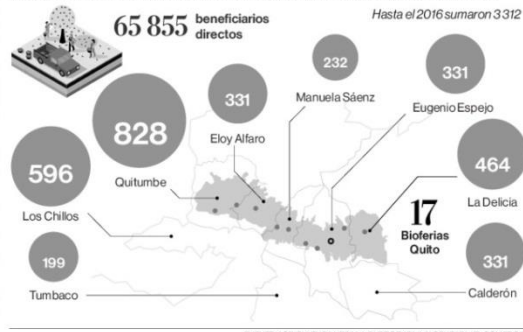 65 855 beneficiarios
directos
Hasta el 2016 sumaron 3 312
232
Manuela Sáenz
331
Eugenio Espejo
331
Eloy Alfaro
828
Quitumbe
596
Los Chillos
464
La Delicia
17
Bioferias
Quito
199
Tumbaco
331
Calderón